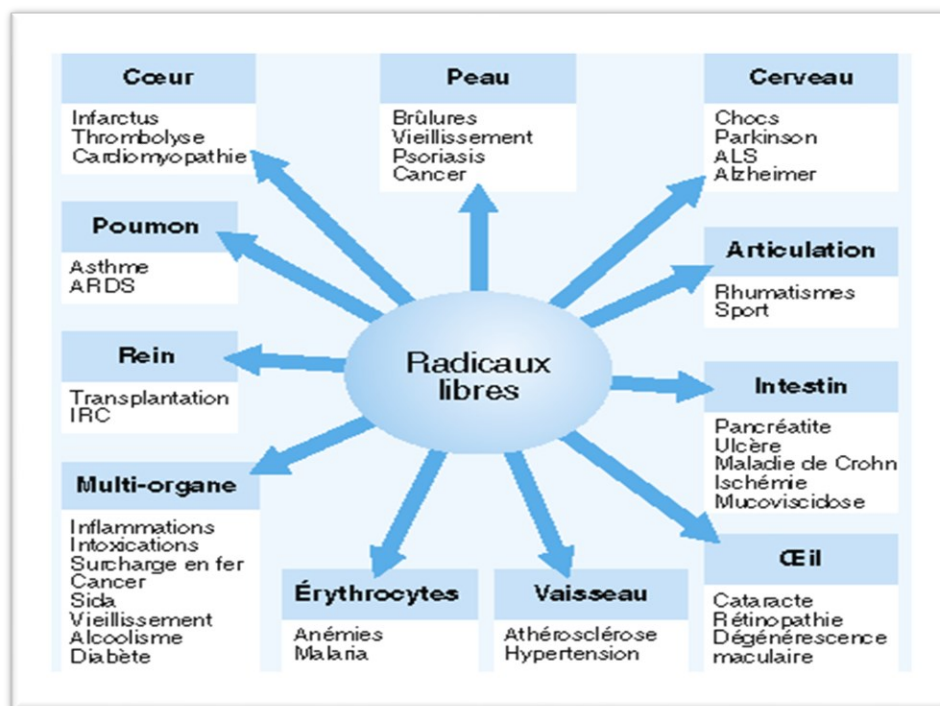 Cœur
Infarctus
Thrombolyse
Cardiomyopathie
Peau
Brûlures
Vieillissement
Psoriasis
Cancer
Cerveau
Chocs
Parkinson
ALS
Alzheimer
Poumon
Asthme
ARDS
Articulation
Rhumatismes
Sport
Rein
Transplantation
IRC
Radicaux
libres
Intestin
Pancréatite
Ulcère
Maladie de Crohn
Ischémie
Mucoviscidose
Multi-organe
Inflammations
Intoxications
Surcharge en fer
Cancer
Sida
Vieillissement
Alcoolisme
Diabète
Érythrocytes
Anémies
Malaria
Vaisseau
Athérosclérose
Hypertension
Œil
Cataracte
Rétinopathie
Dégénérescence
maculaire